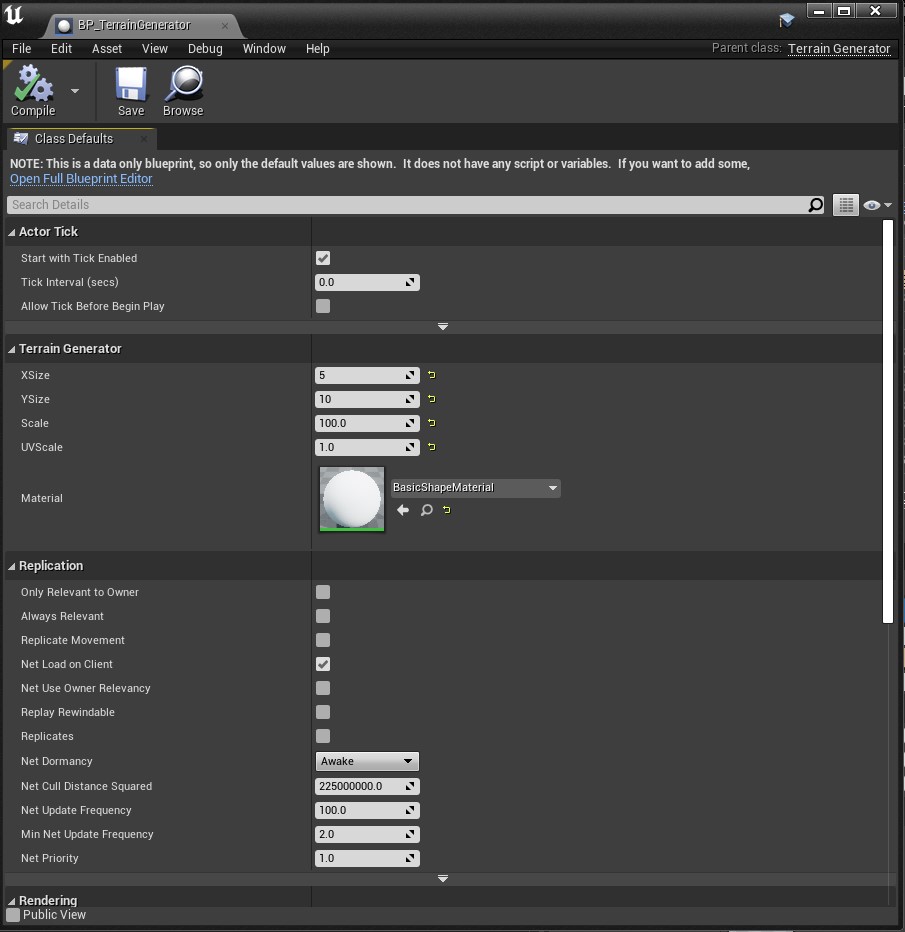 BP_TerrainGenerator
File Edit Asset View Debug Window Help Parent class: Terrain Generator
Compile Save Browse
Class Defaults
NOTE: This is a data only blueprint, so only the default values are shown. It does not have any script or variables. If you want to add some,
Open Full Blueprint Editor
Search Details
Actor Tick
Start with Tick Enabled
Tick Interval (secs) 0.0
Allow Tick Before Begin Play
Terrain Generator
XSize 5
YSize 10
Scale 100.0
UVScale 1.0
Material BasicShapeMaterial
Replication
Only Relevant to Owner
Always Relevant
Replicate Movement
Net Load on Client
Net Use Owner Relevancy
Replay Rewindable
Replicates
Net Dormancy Awake
Net Cull Distance Squared 225000000.0
Net Update Frequency 100.0
Min Net Update Frequency 2.0
Net Priority 1.0
Rendering
Public View